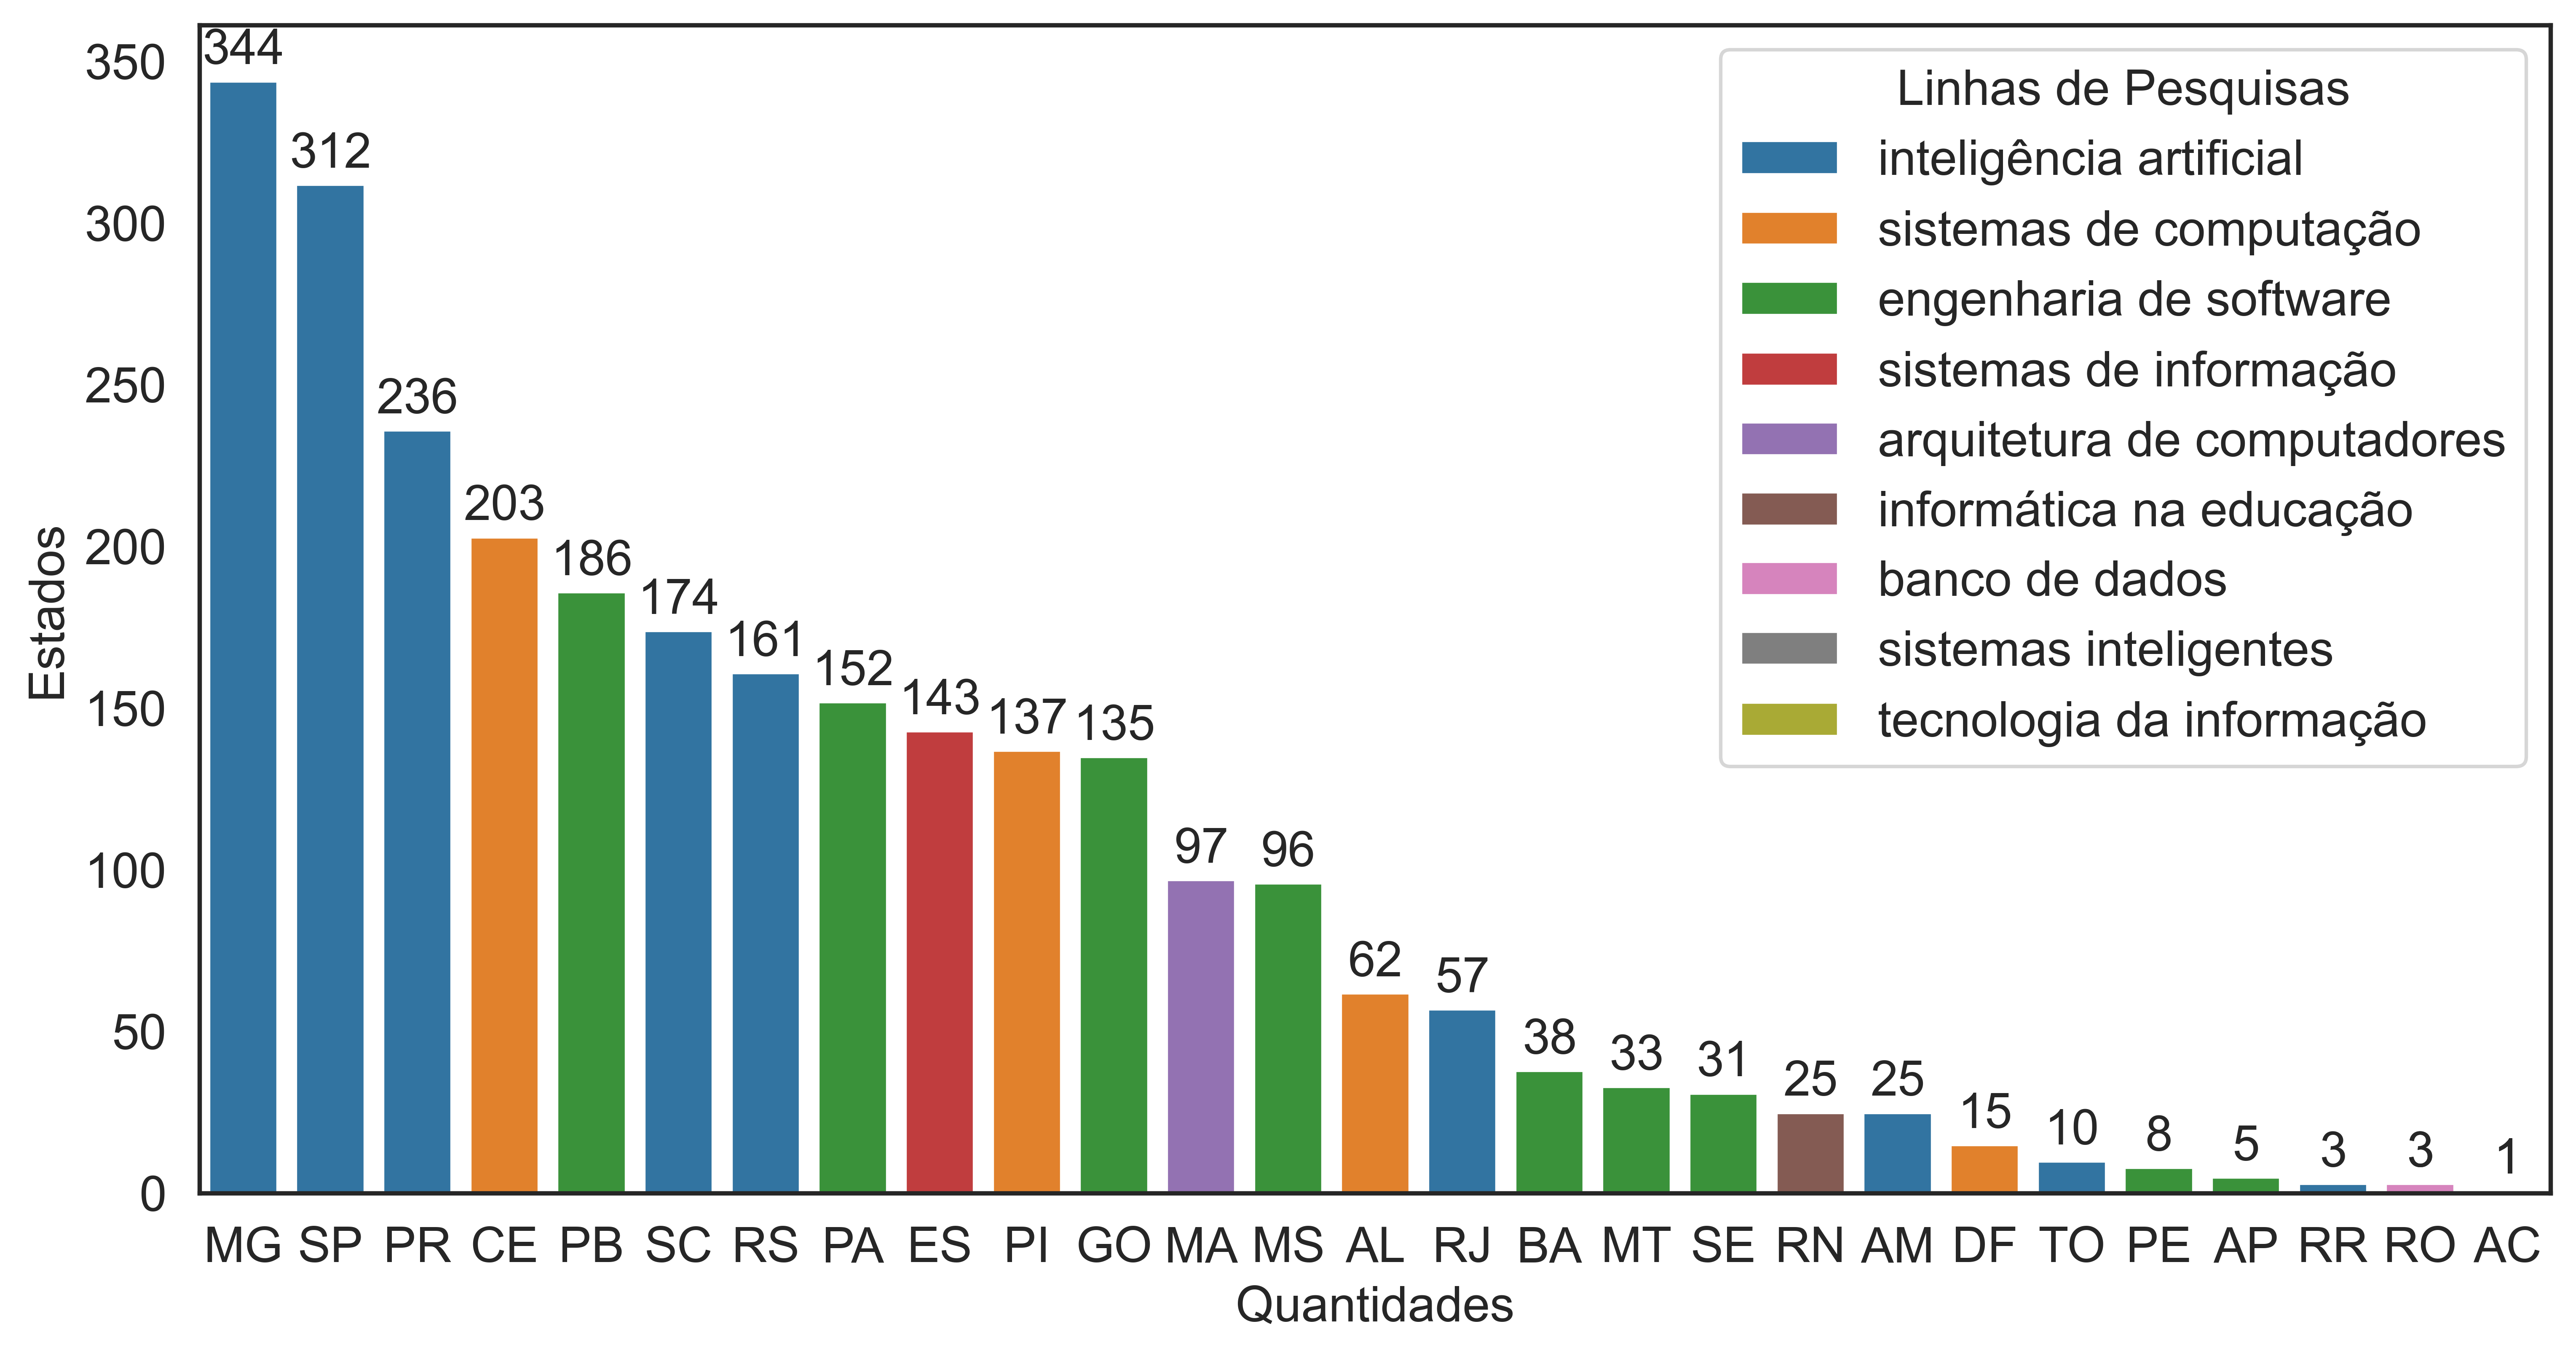 344
312
236
203
186
174
161
152
143
137
135
97
96
62
57
38
33
31
25
25
15
10
8
5
3
3
1
350
300
250
200
150
100
50
0
Estados
Linhas de Pesquisas
inteligência artificial
sistemas de computação
engenharia de software
sistemas de informação
arquitetura de computadores
informática na educação
banco de dados
sistemas inteligentes
tecnologia da informação
MG SP PR CE PB SC RS PA ES PI GO MA MS AL RJ BA MT SE RN AM DF TO PE AP RR RO AC
Quantidades